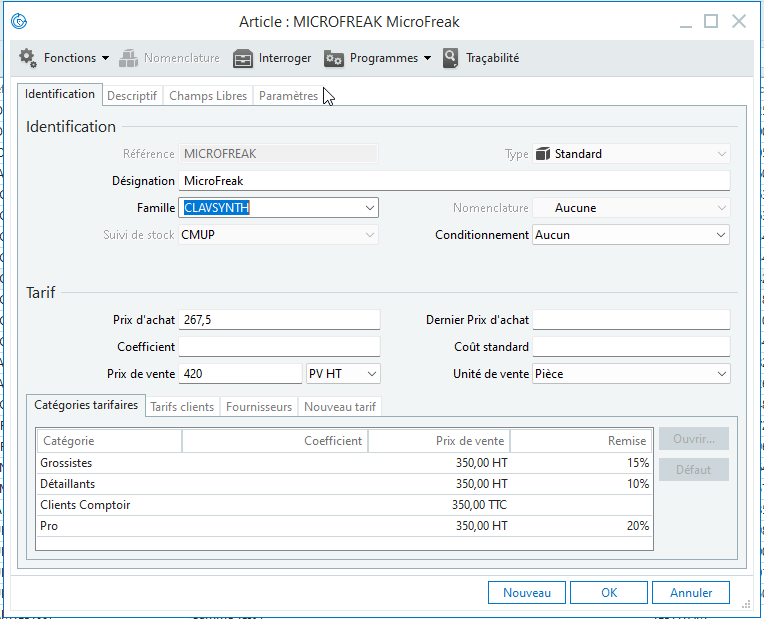 Article : MICROFREAK MicroFreak
Fonctions Nomenclature Interroger Programmes Traçabilité
Identification Descriptif Champs Libres Paramètres
Identification
Référence MICROFREAK Type Standard
Désignation MicroFreak
Famille CLAVSYNTH Nomenclature Aucune
Suivi de stock CMUP Conditionnement Aucun
Tarif
Prix d'achat 267,5 Dernier Prix d'achat
Coefficient Coût standard
Prix de vente 420 PV HT Unité de vente Pièce
Catégories tarifaires Tarifs clients Fournisseurs Nouveau tarif
Catégorie Coefficient Prix de vente Remise Ouvrir...
Grossistes 350,00 HT 15%
Détaillants 350,00 HT 10% Défaut
Clients Comptoir 350,00 TTC
Pro 350,00 HT 20%
Nouveau OK Annuler